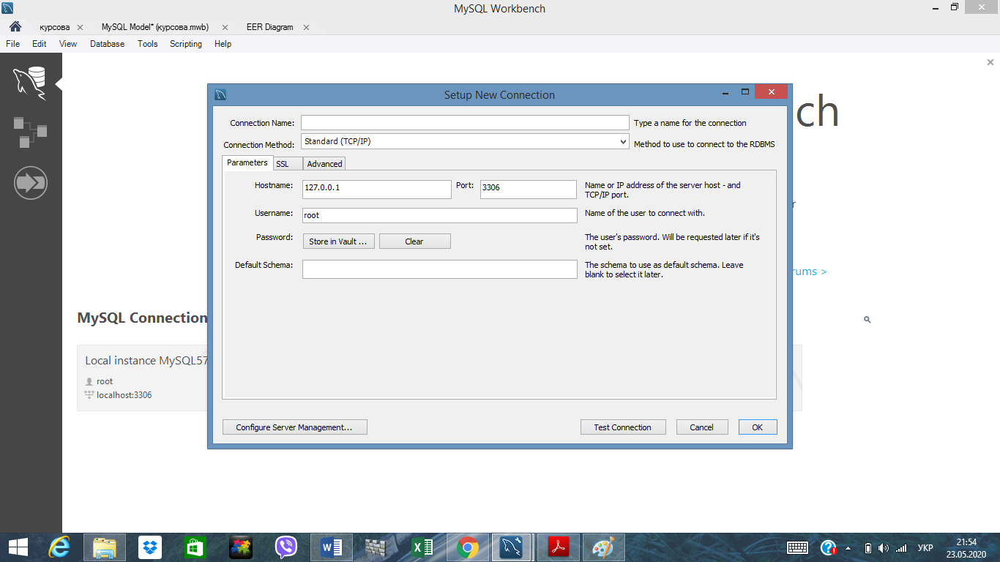 MySQL Workbench
курсова
MySQL Model* (курсова.mwb)
EER Diagram
File Edit View Database Tools Scripting Help
ch
Setup New Connection
Connection Name:
Type a name for the connection
Connection Method:
Standard (TCP/IP)
Method to use to connect to the RDBMS
Parameters
SSL
Advanced
Hostname:
127.0.0.1
Port:
3306
Name or IP address of the server host - and
TCP/IP port.
Username:
root
Name of the user to connect with.
Password:
Store in Vault ...
Clear
The user's password. Will be requested later if it's
not set.
Default Schema:
The schema to use as default schema. Leave
blank to select it later.
r
rums >
MySQL Connection
Local instance MySQL57
root
localhost:3306
Configure Server Management...
Test Connection
Cancel
OK
УКР
21:54
23.05.2020